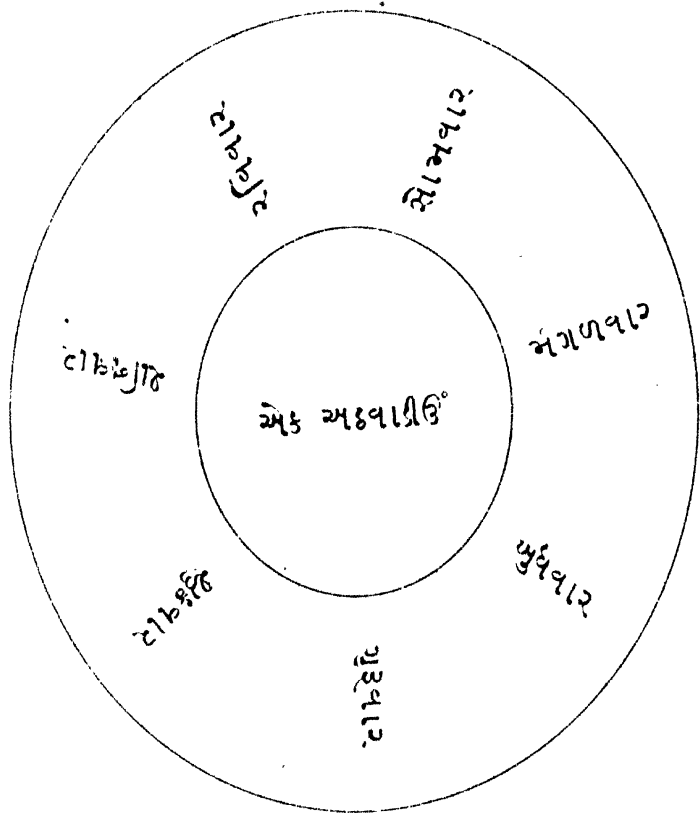 રવિવાર
સોમવાર
મંગળવાર
બુધવાર
ગુરૂવાર
શુક્રવાર
શનિવાર
એક અઠવાડીઉં